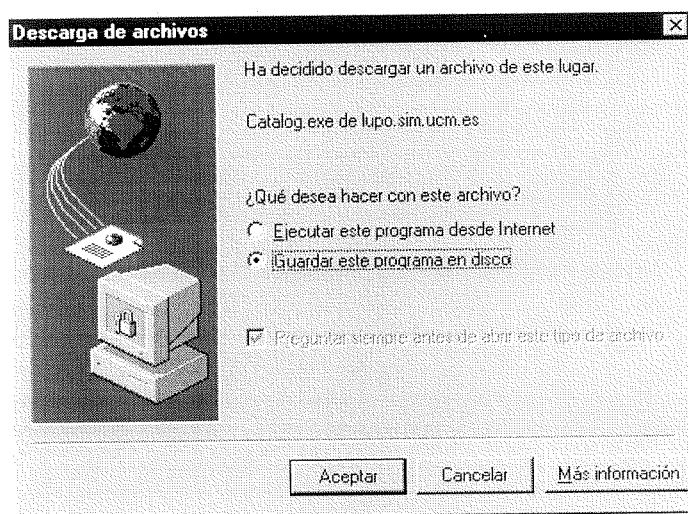 Descarga de archivos
Ha decidido descargar un archivo de este lugar.
Catalog.exe de lupo.sim.ucm.es
¿Qué desea hacer con este archivo?
Ejecutar este programa desde Internet
Guardar este programa en disco
Preguntar siempre antes de abrir este tipo de archivo
Aceptar
Cancelar
Más información